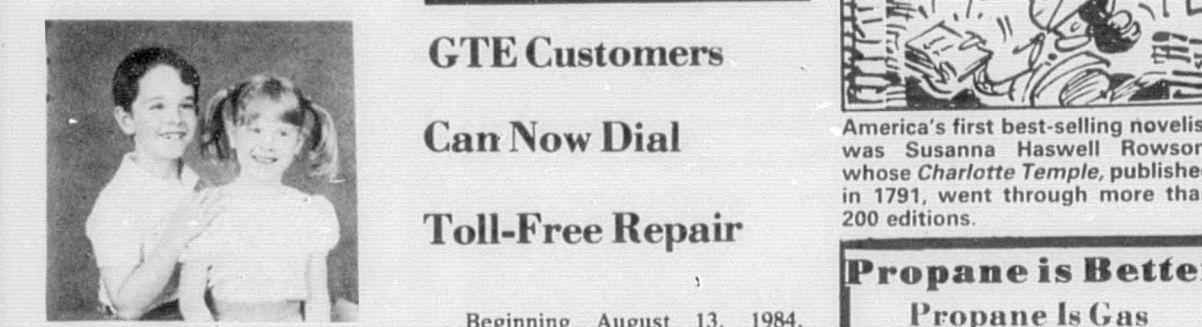 GTE Customers
Can Now Dial
Toll-Free Repair
Beginning August 13, 1984,
America's first best-selling novelis
was Susanna Haswell Rowson
whose Charlotte Temple, publishe
in 1791, went through more tha
200 editions.
Propane is Better
Propane Is Gas